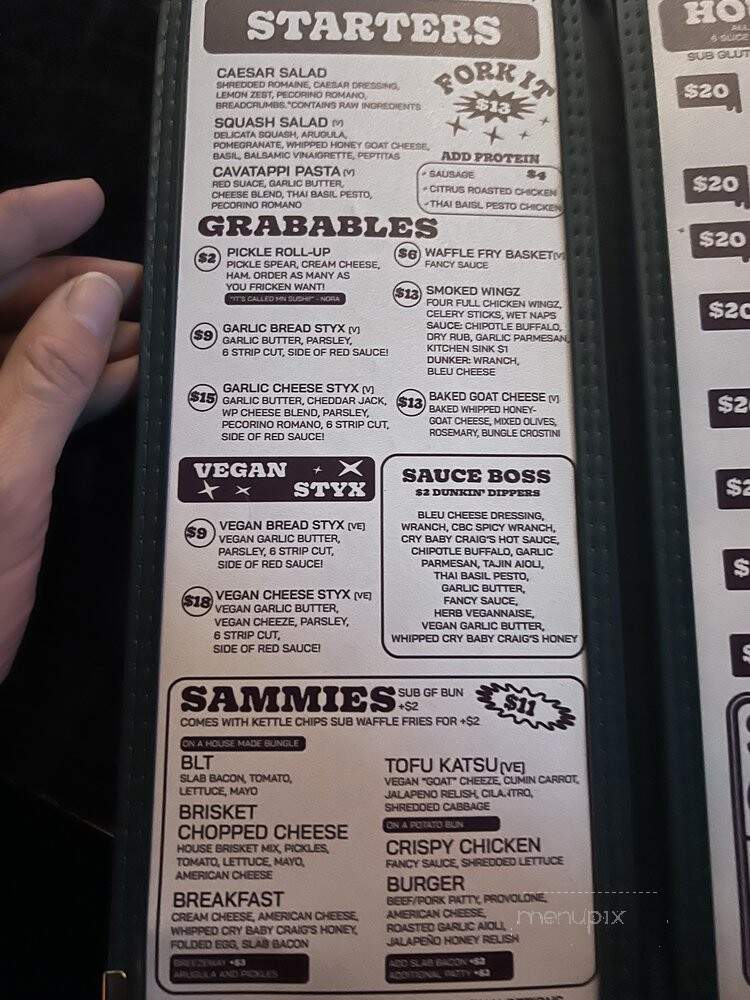 STARTERS
CAESAR SALAD
SHREDDED ROMAINE, CAESAR DRESSING,
LEMON ZEST, PECORINO ROMANO,
BREADCRUMBS.*CONTAINS RAW INGREDIENTS
SQUASH SALAD (V)
DELICATA SQUASH, ARUGULA,
POMEGRANATE, WHIPPED HONEY GOAT CHEESE,
BASIL, BALSAMIC VINAIGRETTE, PEPTITAS
CAVATAPPI PASTA (V)
RED SUACE, GARLIC BUTTER,
CHEESE BLEND, THAI BASIL PESTO,
PECORINO ROMANO
FORK IT
$13
ADD PROTEIN
SAUSAGE $4
CITRUS ROASTED CHICKEN
THAI BAISL PESTO CHICKEN
GRABABLES
$2 PICKLE ROLL-UP
PICKLE SPEAR, CREAM CHEESE,
HAM. ORDER AS MANY AS
YOU FRICKEN WANT!
"IT'S CALLED MN SUSHI!" - NORA
$9 GARLIC BREAD STYX (V)
GARLIC BUTTER, PARSLEY,
6 STRIP CUT, SIDE OF RED SAUCE!
$15 GARLIC CHEESE STYX (V)
GARLIC BUTTER, CHEDDAR JACK,
WP CHEESE BLEND, PARSLEY,
PECORINO ROMANO, 6 STRIP CUT,
SIDE OF RED SAUCE!
$6 WAFFLE FRY BASKET(V)
FANCY SAUCE
$13 SMOKED WINGZ
FOUR FULL CHICKEN WINGZ,
CELERY STICKS, WET NAPS
SAUCE: CHIPOTLE BUFFALO,
DRY RUB, GARLIC PARMESAN,
KITCHEN SINK $1
DUNKER: WRANCH,
BLEU CHEESE
$13 BAKED GOAT CHEESE (V)
BAKED WHIPPED HONEY-
GOAT CHEESE, MIXED OLIVES,
ROSEMARY, BUNGLE CROSTINI
VEGAN
STYX
$9 VEGAN BREAD STYX (VE)
VEGAN GARLIC BUTTER,
PARSLEY, 6 STRIP CUT,
SIDE OF RED SAUCE!
$18 VEGAN CHEESE STYX (VE)
VEGAN GARLIC BUTTER,
VEGAN CHEEZE, PARSLEY,
6 STRIP CUT,
SIDE OF RED SAUCE!
SAUCE BOSS
$2 DUNKIN' DIPPERS
BLEU CHEESE DRESSING,
WRANCH, CBC SPICY WRANCH,
CRY BABY CRAIG'S HOT SAUCE,
CHIPOTLE BUFFALO, GARLIC
PARMESAN, TAJIN AIOLI,
THAI BASIL PESTO,
GARLIC BUTTER,
FANCY SAUCE,
HERB VEGANNAISE,
VEGAN GARLIC BUTTER,
WHIPPED CRY BABY CRAIG'S HONEY
SAMMIES SUB GF BUN
+$2
$11
COMES WITH KETTLE CHIPS SUB WAFFLE FRIES FOR +$2
ON A HOUSE MADE BUNGLE
BLT
SLAB BACON, TOMATO,
LETTUCE, MAYO
BRISKET
CHOPPED CHEESE
HOUSE BRISKET MIX, PICKLES,
TOMATO, LETTUCE, MAYO,
AMERICAN CHEESE
BREAKFAST
CREAM CHEESE, AMERICAN CHEESE,
WHIPPED CRY BABY CRAIG'S HONEY,
FOLDED EGG, SLAB BACON
BREEZEWAY +$3
ARUGULA AND PICKLES
TOFU KATSU (VE)
VEGAN "GOAT" CHEEZE, CUMIN CARROT,
JALAPENO RELISH, CILANTRO,
SHREDDED CABBAGE
ON A POTATO BUN
CRISPY CHICKEN
FANCY SAUCE, SHREDDED LETTUCE
BURGER
BEEF/PORK PATTY, PROVOLONE,
AMERICAN CHEESE,
ROASTED GARLIC AIOLI,
JALAPEÑO HONEY RELISH
ADD SLAB BACON +$2
ADDITIONAL PATTY +$3
SUB GLUT
$20
$20
$20
menupix